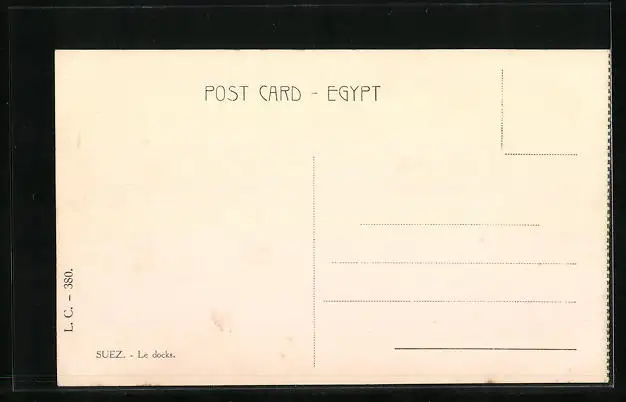 POST CARD - EGYPT
L. C. - 380.
SUEZ. - Le docks.